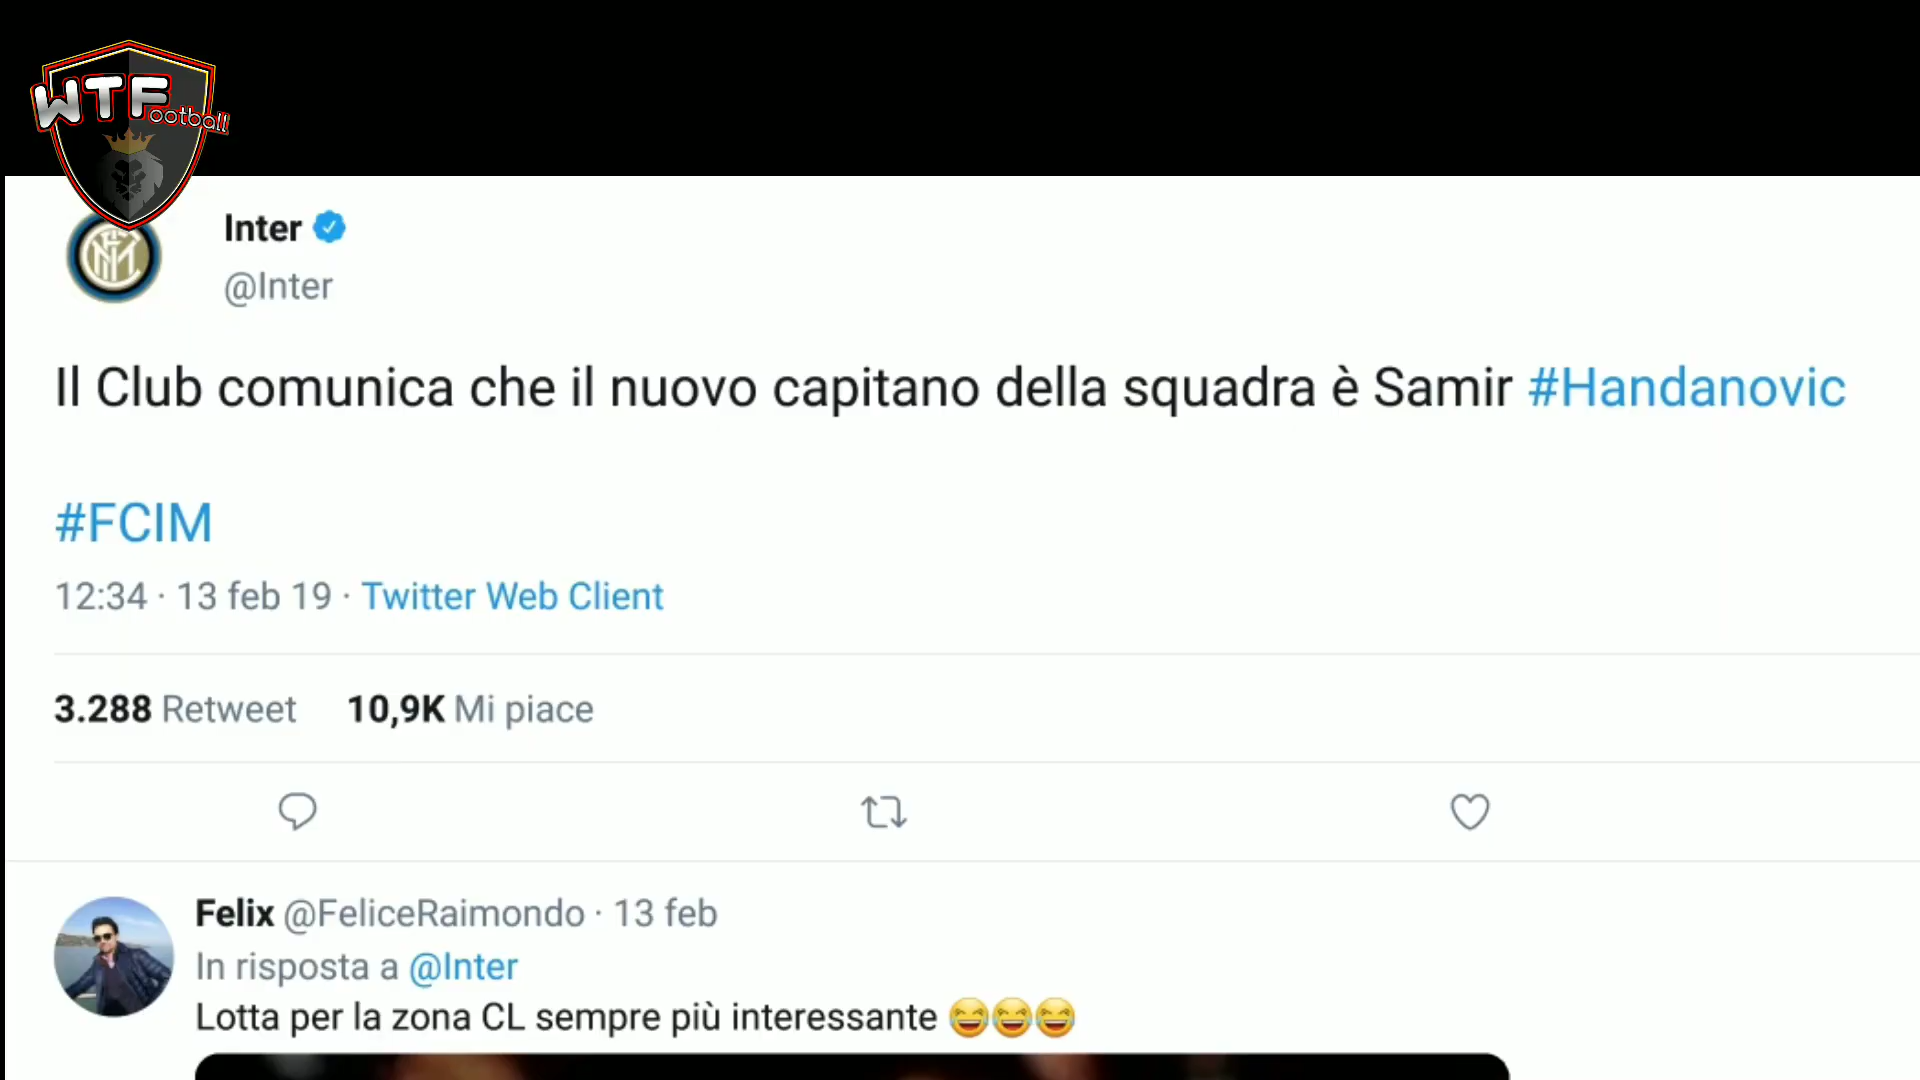 WTFootball
Inter
@Inter
Il Club comunica che il nuovo capitano della squadra è Samir #Handanovic
#FCIM
12:34 · 13 feb 19 · Twitter Web Client
3.288 Retweet 10,9K Mi piace
Felix @FeliceRaimondo · 13 feb
In risposta a @Inter
Lotta per la zona CL sempre più interessante 😂😂😂